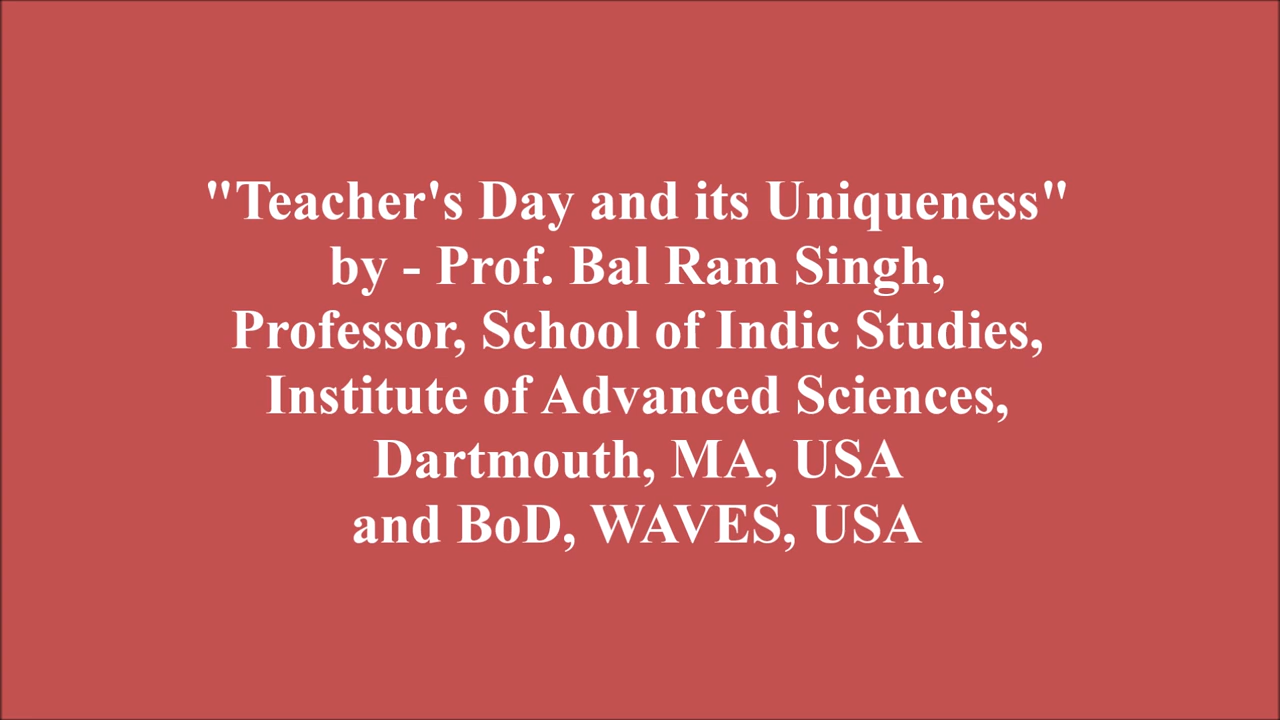 "Teacher's Day and its Uniqueness"
by - Prof. Bal Ram Singh,
Professor, School of Indic Studies,
Institute of Advanced Sciences,
Dartmouth, MA, USA
and BoD, WAVES, USA